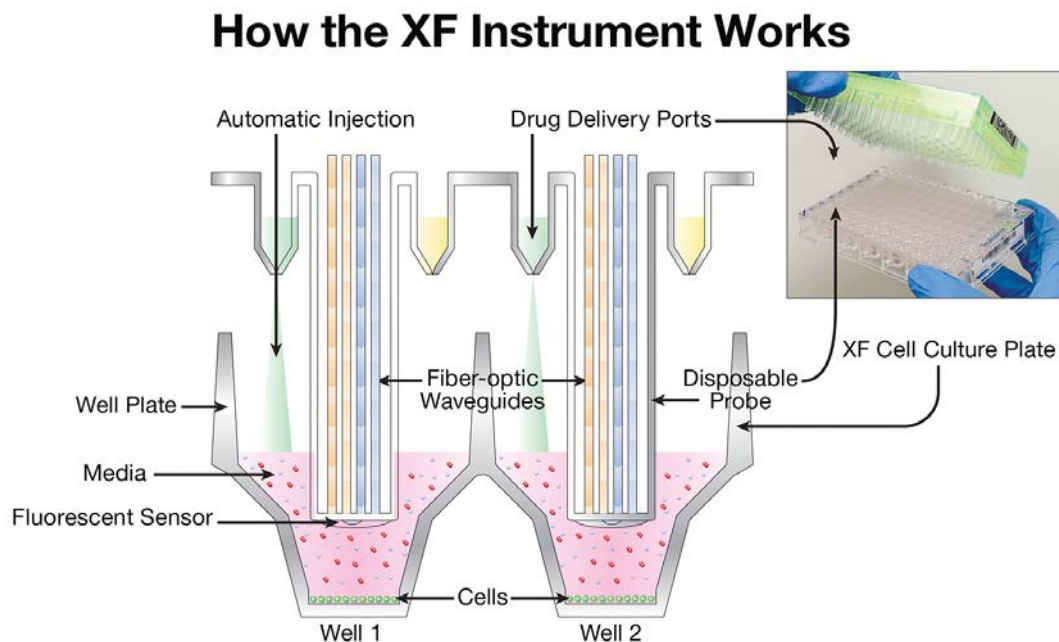 How the XF Instrument Works
Automatic Injection
Drug Delivery Ports
Fiber-optic
Waveguides
Disposable
Probe
XF Cell Culture Plate
Well Plate
Media
Fluorescent Sensor
Cells
Well 1
Well 2